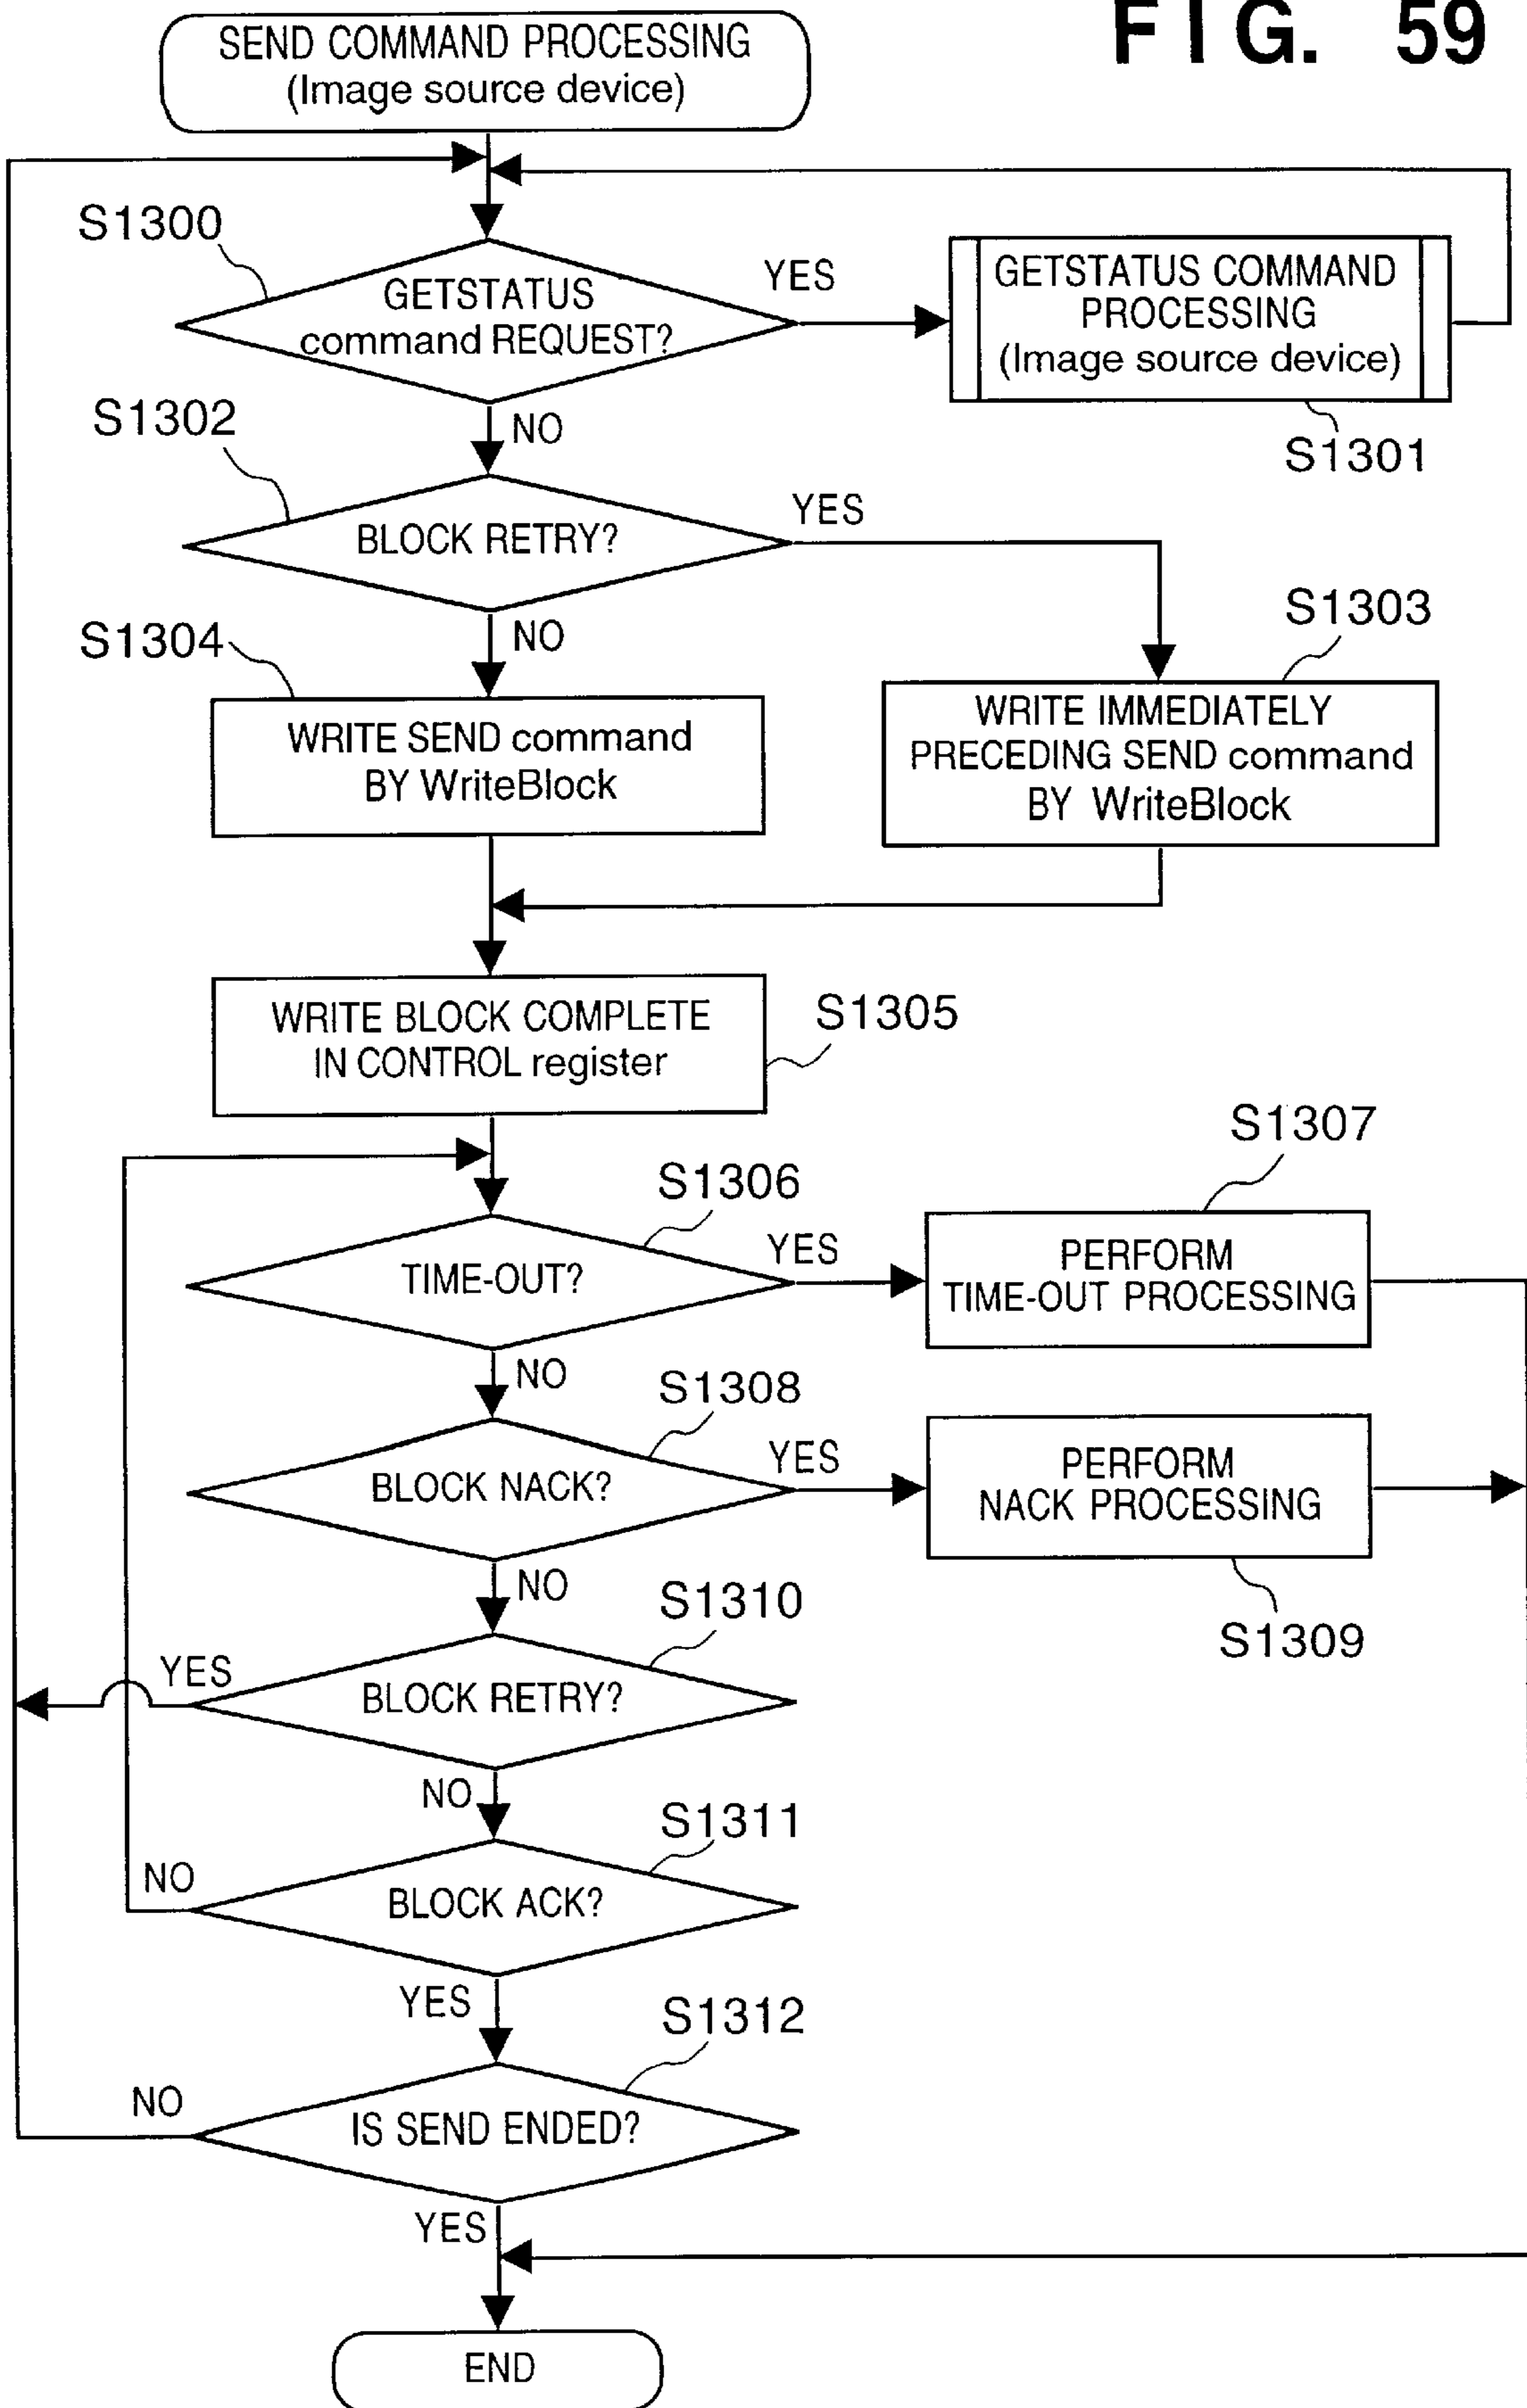 FIG. 59
SEND COMMAND PROCESSING
(Image source device)
S1300
GETSTATUS
command REQUEST?
YES
GETSTATUS COMMAND
PROCESSING
(Image source device)
S1301
NO
S1302
BLOCK RETRY?
YES
S1303
NO
S1304
WRITE SEND command
BY WriteBlock
WRITE IMMEDIATELY
PRECEDING SEND command
BY WriteBlock
WRITE BLOCK COMPLETE
IN CONTROL register
S1305
S1306
TIME-OUT?
YES
S1307
PERFORM
TIME-OUT PROCESSING
NO
S1308
BLOCK NACK?
YES
PERFORM
NACK PROCESSING
S1309
NO
S1310
YES
BLOCK RETRY?
NO
S1311
NO
BLOCK ACK?
YES
S1312
NO
IS SEND ENDED?
YES
END